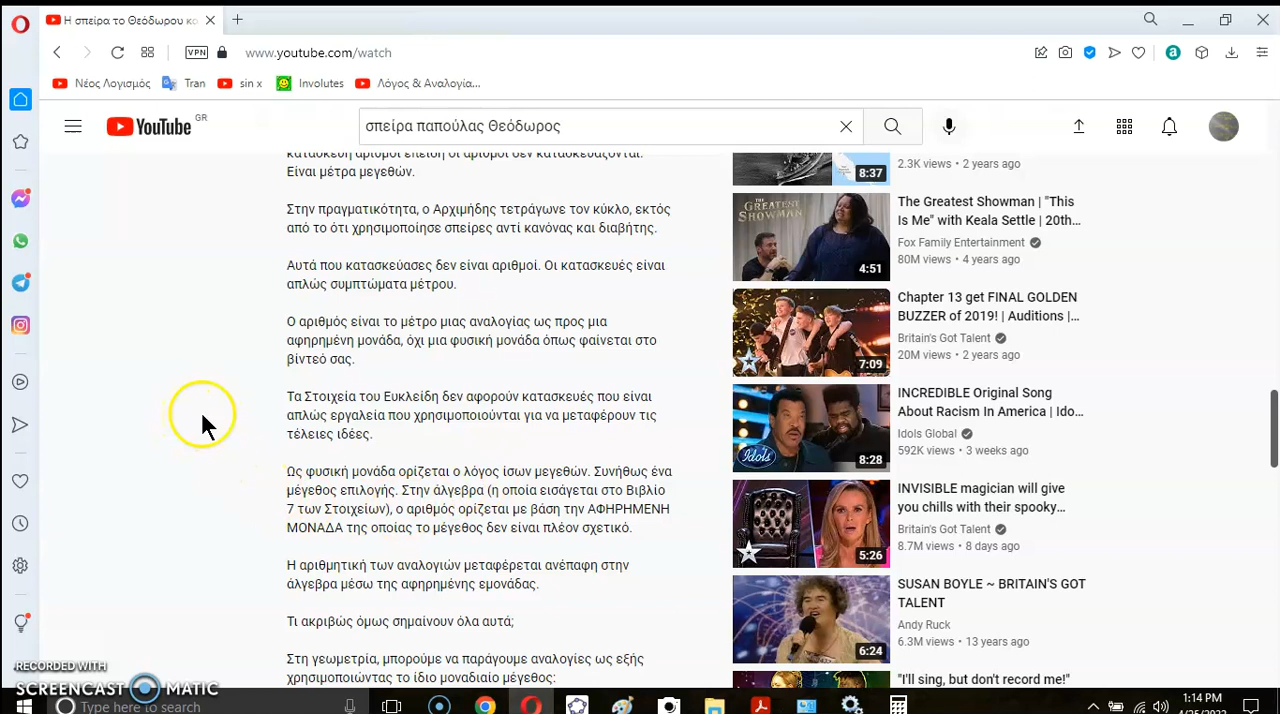 Η σπείρα το Θεόδωρου κο
VPN
www.youtube.com/watch
Νέος Λογισμός
Tran
sin x
Involutes
Λόγος & Αναλογία...
YouTube GR
σπείρα παπούλας Θεόδωρος
κατασκευή αριθμοί επειδή οι αριθμοί δεν κατασκευάζονται.
Είναι μέτρα μεγεθών.
Στην πραγματικότητα, ο Αρχιμήδης τετράγωνε τον κύκλο, εκτός
από το ότι χρησιμοποίησε σπείρες αντί κανόνας και διαβήτης.
Αυτά που κατασκεύασες δεν είναι αριθμοί. Οι κατασκευές είναι
απλώς συμπτώματα μέτρου.
Ο αριθμός είναι το μέτρο μιας αναλογίας ως προς μια
αφηρημένη μονάδα, όχι μια φυσική μονάδα όπως φαίνεται στο
βίντεό σας.
Τα Στοιχεία του Ευκλείδη δεν αφορούν κατασκευές που είναι
απλώς εργαλεία που χρησιμοποιούνται για να μεταφέρουν τις
τέλειες ιδέες.
Ως φυσική μονάδα ορίζεται ο λόγος ίσων μεγεθών. Συνήθως ένα
μέγεθος επιλογής. Στην άλγεβρα (η οποία εισάγεται στο Βιβλίο
7 των Στοιχείων), ο αριθμός ορίζεται με βάση την ΑΦΗΡΗΜΕΝΗ
ΜΟΝΑΔΑ της οποίας το μέγεθος δεν είναι πλέον σχετικό.
Η αριθμητική των αναλογιών μεταφέρεται ανέπαφη στην
άλγεβρα μέσω της αφηρημένης εμονάδας.
Τι ακριβώς όμως σημαίνουν όλα αυτά;
Στη γεωμετρία, μπορούμε να παράγουμε αναλογίες ως εξής
χρησιμοποιώντας το ίδιο μοναδιαίο μέγεθος:
8:37
2.3K views • 2 years ago
THE GREATEST SHOWMAN
4:51
The Greatest Showman | "This
Is Me" with Keala Settle | 20th...
Fox Family Entertainment
80M views • 4 years ago
7:09
Chapter 13 get FINAL GOLDEN
BUZZER of 2019! | Auditions |...
Britain's Got Talent
20M views • 2 years ago
Idols
8:28
INCREDIBLE Original Song
About Racism In America | Ido...
Idols Global
592K views • 3 weeks ago
5:26
INVISIBLE magician will give
you chills with their spooky...
Britain's Got Talent
8.7M views • 8 days ago
6:24
SUSAN BOYLE ~ BRITAIN'S GOT
TALENT
Andy Ruck
6.3M views • 13 years ago
"I'll sing, but don't record me!"
RECORDED WITH
SCREENCAST MATIC
Type here to search
1:14 PM